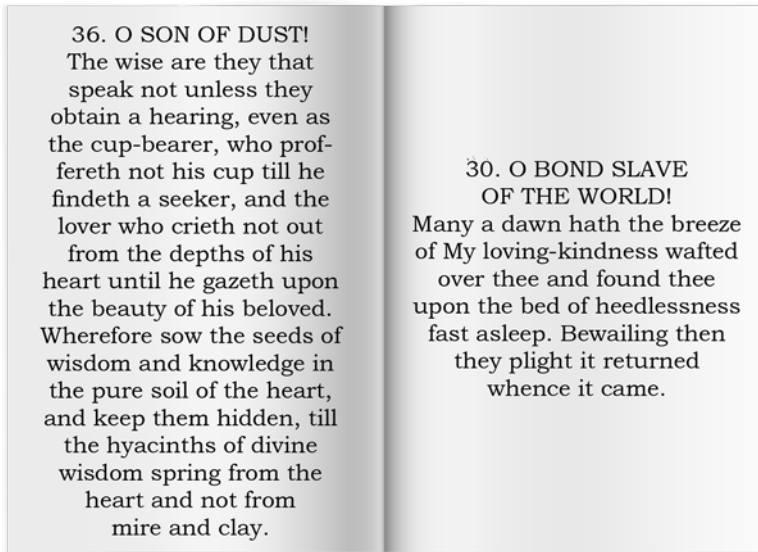 36. O SON OF DUST!
The wise are they that
speak not unless they
obtain a hearing, even as
the cup-bearer, who prof-
fereth not his cup till he
findeth a seeker, and the
lover who crieth not out
from the depths of his
heart until he gazeth upon
the beauty of his beloved.
Wherefore sow the seeds of
wisdom and knowledge in
the pure soil of the heart,
and keep them hidden, till
the hyacinths of divine
wisdom spring from the
heart and not from
mire and clay.
30. O BOND SLAVE
OF THE WORLD!
Many a dawn hath the breeze
of My loving-kindness wafted
over thee and found thee
upon the bed of heedlessness
fast asleep. Bewailing then
they plight it returned
whence it came.